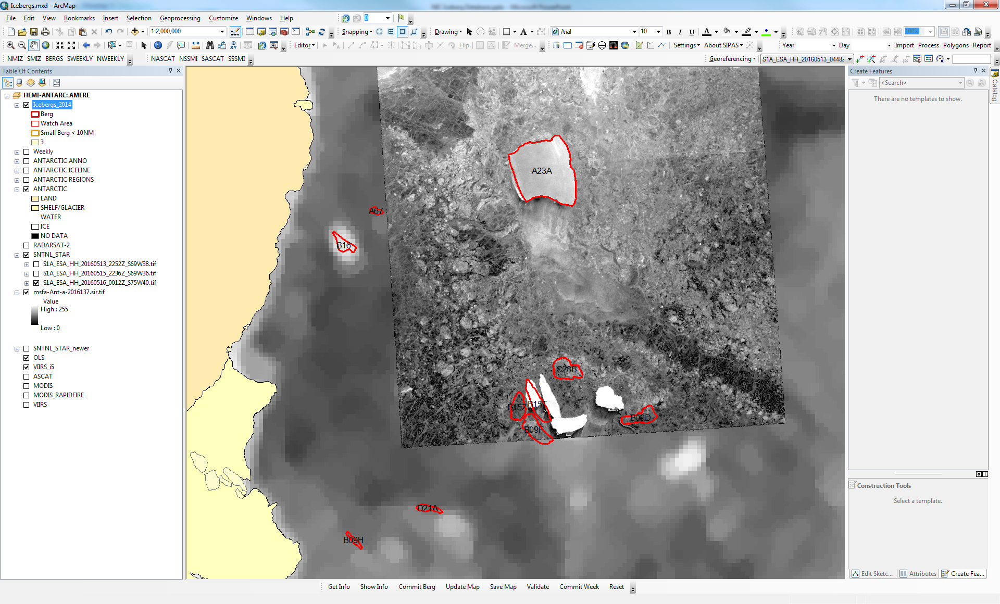 Icebergs.mxd - ArcMap
File Edit View Bookmarks Insert Selection Geoprocessing Customize Windows Help 0
1:2,000,000 Snapping Drawing A Arial 10 B I U A 100%
Editor Flip Merge... Settings About SIPAS Year Day Import Process Polygons Report
NMIZ SMIZ BERGS SWEEKLY NWEEKLY NASCAT NSSMI SASCAT SSSMI Georeferencing S1A_ESA_HH_20160513_0448Z
Table Of Contents
HEMI-ANTARC: AMERE
Icebergs_2014
Berg
Watch Area
Small Berg < 10NM
3
Weekly
ANTARCTIC ANNO
ANTARCTIC ICELINE
ANTARCTIC REGIONS
ANTARCTIC
LAND
SHELF/GLACIER
WATER
ICE
NO DATA
RADARSAT-2
SNTNL_STAR
S1A_ESA_HH_20160513_2252Z_S69W38.tif
S1A_ESA_HH_20160515_2236Z_S69W36.tif
S1A_ESA_HH_20160516_0012Z_S75W40.tif
msfa-Ant-a-2016137.sir.tif
Value
High : 255
Low : 0
SNTNL_STAR_newer
OLS
VIIRS_i5
ASCAT
MODIS
MODIS_RAPIDFIRE
VIIRS
A23A
A67
B16
C28B
B15Z
B15T
B09D
B09F
D21A
B09H
Create Features
<Search>
There are no templates to show.
Catalog
Construction Tools
Select a template.
Edit Sketc... Attributes Create Fea...
Get Info Show Info Commit Berg Update Map Save Map Validate Commit Week Reset